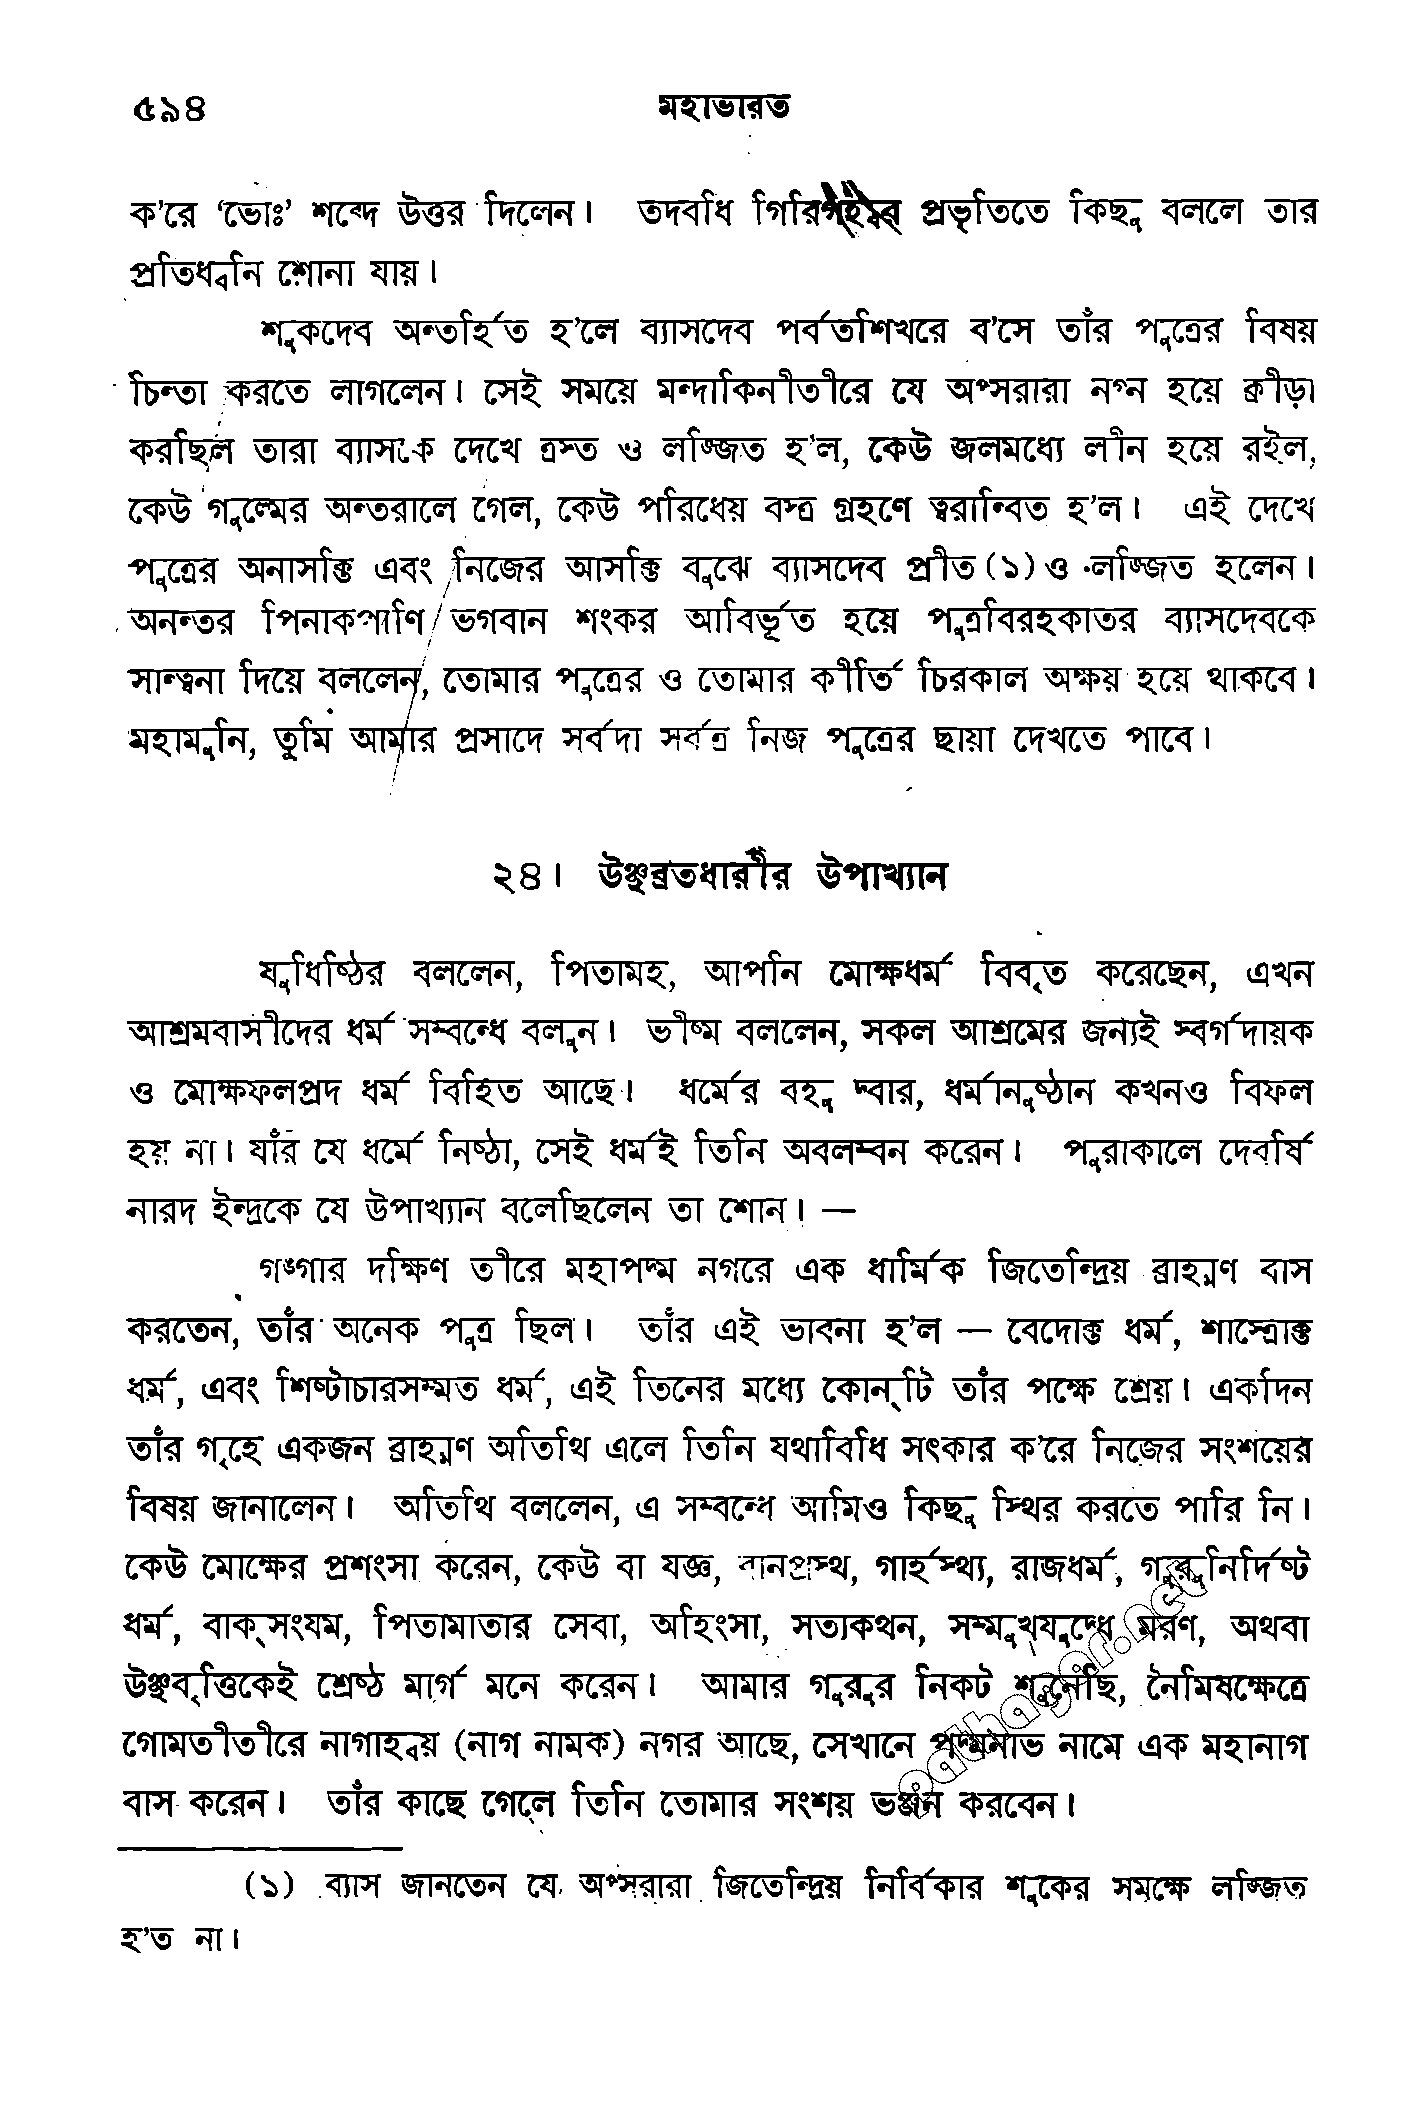 ৫৯৪ মহাভারত
ক’রে ‘ভোঃ’ শব্দে উত্তর দিলেন। তদবধি প্রভৃতিতে কিছু বললে তার
প্রতিধ্বনি শোনা যায়।
শুকদেব অন্তর্হিত হ’লে ব্যাসদেব পর্বতশিখরে ব’সে তাঁর পুত্রের বিষয়
চিন্তা করতে লাগলেন। সেই সময়ে মন্দাকিনীতীরে যে অপ্সরারা নগ্ন হয়ে ক্রীড়া
করছিল তারা ব্যাসকে দেখে ত্রস্ত ও লজ্জিত হ’ল, কেউ জলমধ্যে লীন হয়ে রইল,
কেউ গুল্মের অন্তরালে গেল, কেউ পরিধেয় বস্ত্র গ্রহণে ত্বরান্বিত হ’ল। এই দেখে
পুত্রের অনাসক্তি এবং নিজের আসক্তি বুঝে ব্যাসদেব প্রীত (১) ও লজ্জিত হলেন।
অনন্তর পিনাকপাণি ভগবান শংকর আবির্ভূত হয়ে পুত্রবিরহকাতর ব্যাসদেবকে
সান্ত্বনা দিয়ে বললেন, তোমার পুত্রের ও তোমার কীর্তি চিরকাল অক্ষয় হয়ে থাকবে।
মহামুনি, তুমি আমার প্রসাদে সর্বদা সর্বত্র নিজ পুত্রের ছায়া দেখতে পাবে।
২৪। উঞ্ছব্রতধারীর উপাখ্যান
যুধিষ্ঠির বললেন, পিতামহ, আপনি মোক্ষধর্ম বিবৃত করেছেন, এখন
আশ্রমবাসীদের ধর্ম সম্বন্ধে বলুন। ভীষ্ম বললেন, সকল আশ্রমের জন্যই স্বর্গদায়ক
ও মোক্ষফলপ্রদ ধর্ম বিহিত আছে। ধর্মের বহু দ্বার, ধর্মানুষ্ঠান কখনও বিফল
হয় না। যাঁর যে ধর্মে নিষ্ঠা, সেই ধর্মই তিনি অবলম্বন করেন। পুরাকালে দেবর্ষি
নারদ ইন্দ্রকে যে উপাখ্যান বলেছিলেন তা শোন। —
গঙ্গার দক্ষিণ তীরে মহাপদ্ম নগরে এক ধার্মিক জিতেন্দ্রিয় ব্রাহ্মণ বাস
করতেন, তাঁর অনেক পুত্র ছিল। তাঁর এই ভাবনা হ’ল — বেদোক্ত ধর্ম, শাস্ত্রোক্ত
ধর্ম, এবং শিষ্টাচারসম্মত ধর্ম, এই তিনের মধ্যে কোন্‌টি তাঁর পক্ষে শ্রেয়। একদিন
তাঁর গৃহে একজন ব্রাহ্মণ অতিথি এলে তিনি যথাবিধি সৎকার ক’রে নিজের সংশয়ের
বিষয় জানালেন। অতিথি বললেন, এ সম্বন্ধে আমিও কিছু স্থির করতে পারি নি।
কেউ মোক্ষের প্রশংসা করেন, কেউ বা যজ্ঞ, বানপ্রস্থ, গার্হস্থ্য, রাজধর্ম, গুরুনির্দিষ্ট
ধর্ম, বাক্‌সংযম, পিতামাতার সেবা, অহিংসা, সত্যকথন, সম্মুখযুদ্ধে মরণ, অথবা
উঞ্ছবৃত্তিকেই শ্রেষ্ঠ মার্গ মনে করেন। আমার গুরুর নিকট শুনেছি, নৈমিষক্ষেত্রে
গোমতীতীরে নাগাহ্বয় (নাগ নামক) নগর আছে, সেখানে পদ্মনাভ নামে এক মহানাগ
বাস করেন। তাঁর কাছে গেলে তিনি তোমার সংশয় ভঞ্জন করবেন।
(১) ব্যাস জানতেন যে অপ্সরারা জিতেন্দ্রিয় নির্বিকার শুকের সমক্ষে লজ্জিত
হ’ত না।
pathagar.net